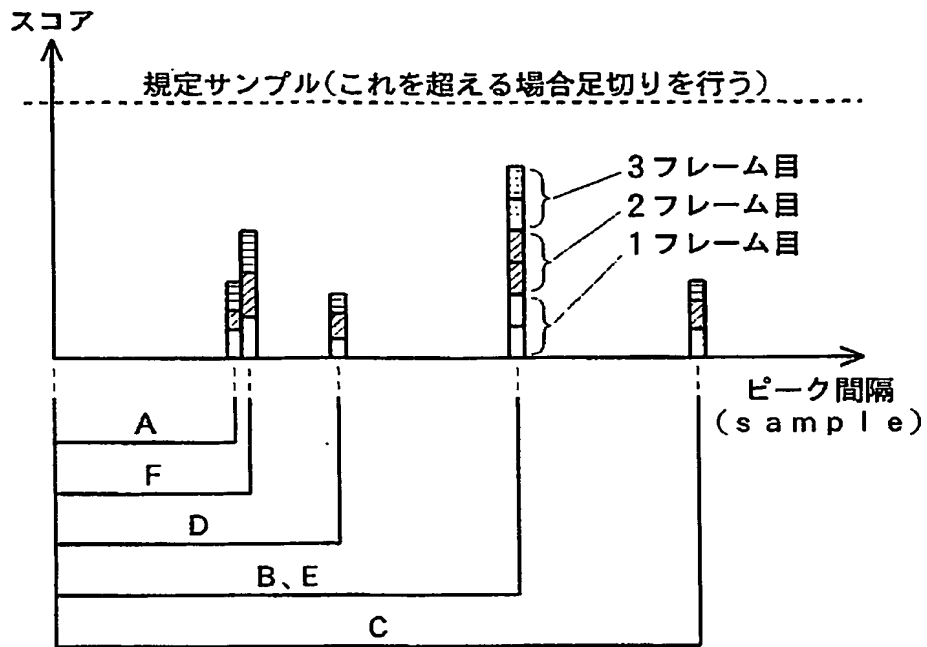 スコア
規定サンプル(これを超える場合足切りを行う)
3フレーム目
2フレーム目
1フレーム目
ピーク間隔
(sample)
A
F
D
B、E
C